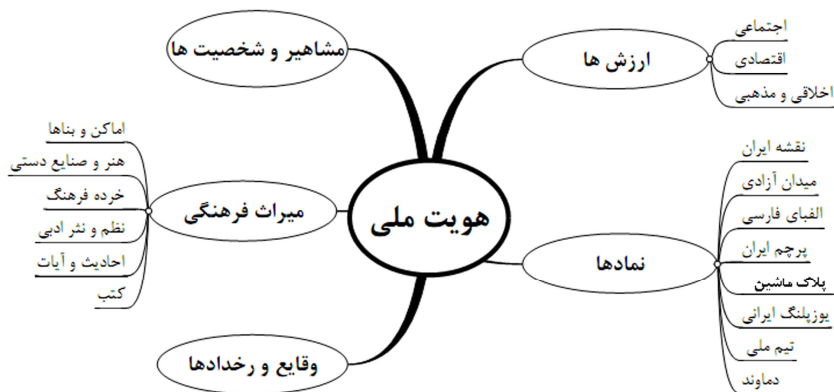 هویت ملی
ارزش ها
اجتماعی
اقتصادی
اخلاقی و مذهبی
نمادها
نقشه ایران
میدان آزادی
الفبای فارسی
پرچم ایران
پلاک ماشین
یوزپلنگ ایرانی
تیم ملی
دماوند
مشاهیر و شخصیت ها
میراث فرهنگی
اماکن و بناها
هنر و صنایع دستی
خرده فرهنگ
نظم و نثر ادبی
احادیث و آیات
کتب
وقایع و رخدادها